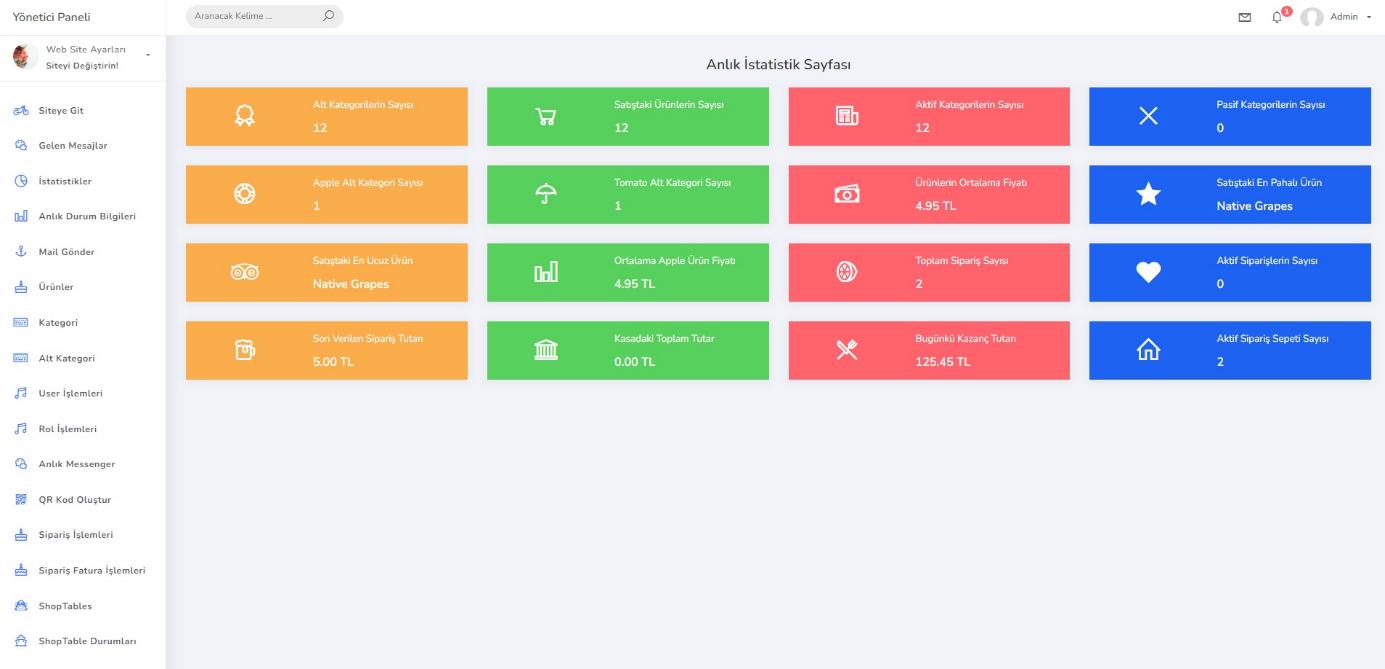 Yönetici Paneli
Aranacak Kelime ...
1
Admin
Web Site Ayarları
Siteyi Değiştirin!
Siteye Git
Gelen Mesajlar
İstatistikler
Anlık Durum Bilgileri
Mail Gönder
Ürünler
Kategori
Alt Kategori
User İşlemleri
Rol İşlemleri
Anlık Messenger
QR Kod Oluştur
Sipariş İşlemleri
Sipariş Fatura İşlemleri
ShopTables
ShopTable Durumları
Anlık İstatistik Sayfası
Alt Kategorilerin Sayısı
12
Satıştaki Ürünlerin Sayısı
12
Aktif Kategorilerin Sayısı
12
Pasif Kategorilerin Sayısı
0
Apple Alt Kategori Sayısı
1
Tomato Alt Kategori Sayısı
1
Ürünlerin Ortalama Fiyatı
4.95 TL
Satıştaki En Pahalı Ürün
Native Grapes
Satıştaki En Ucuz Ürün
Native Grapes
Ortalama Apple Ürün Fiyatı
4.95 TL
Toplam Sipariş Sayısı
2
Aktif Siparişlerin Sayısı
0
Son Verilen Sipariş Tutarı
5.00 TL
Kasadaki Toplam Tutar
0.00 TL
Bugünkü Kazanç Tutarı
125.45 TL
Aktif Sipariş Sepeti Sayısı
2